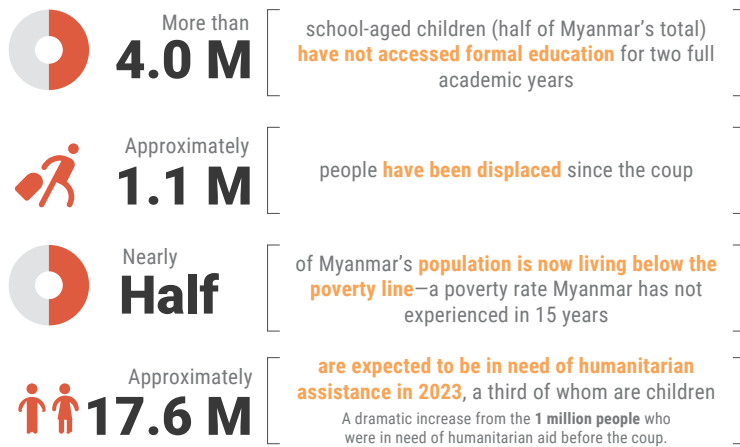 More than
4.0 M
school-aged children (half of Myanmar's total)
have not accessed formal education for two full
academic years
Approximately
1.1 M
people have been displaced since the coup
Nearly
Half
of Myanmar's population is now living below the
poverty line—a poverty rate Myanmar has not
experienced in 15 years
Approximately
17.6 M
are expected to be in need of humanitarian
assistance in 2023, a third of whom are children
A dramatic increase from the 1 million people who
were in need of humanitarian aid before the coup.